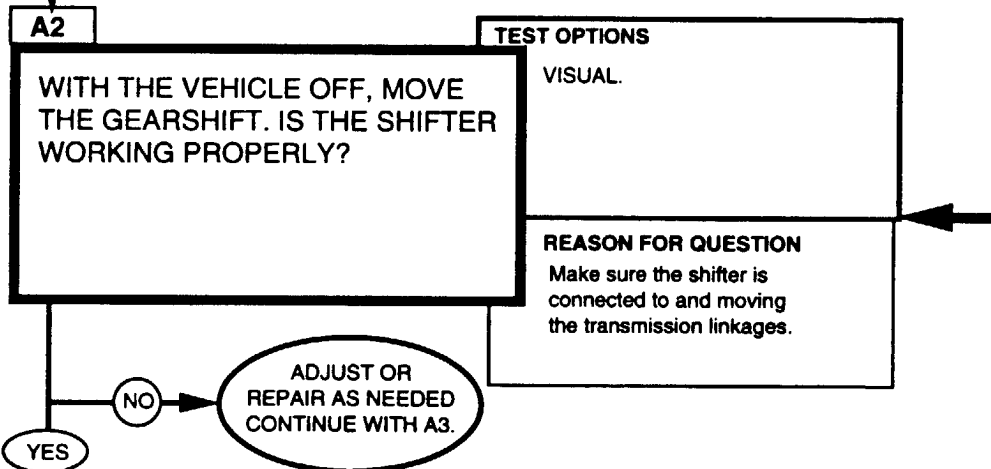 A2
WITH THE VEHICLE OFF, MOVE
THE GEARSHIFT. IS THE SHIFTER
WORKING PROPERLY?
TEST OPTIONS
VISUAL.
REASON FOR QUESTION
Make sure the shifter is
connected to and moving
the transmission linkages.
NO
ADJUST OR
REPAIR AS NEEDED
CONTINUE WITH A3.
YES